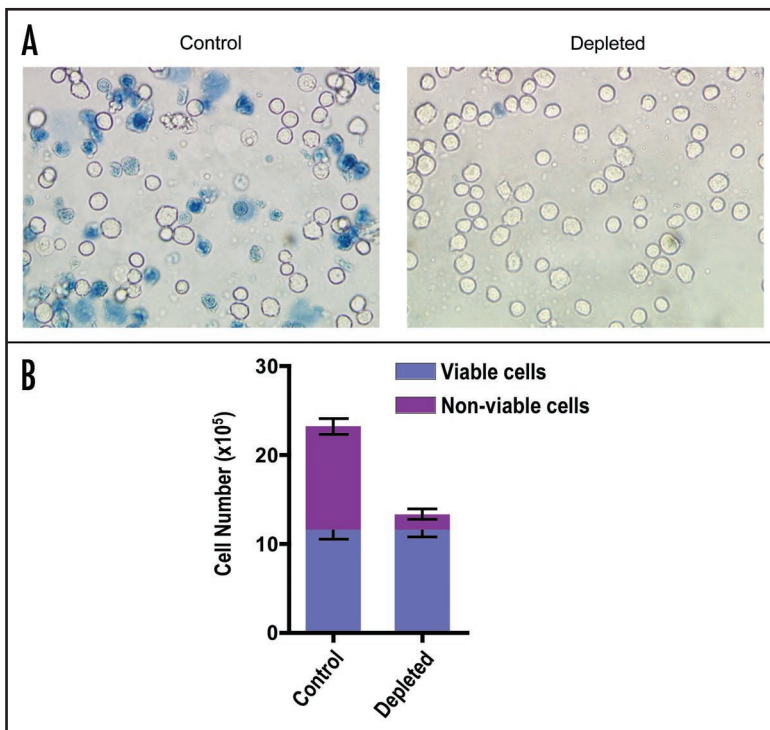 A
Control
Depleted
B
30
20
10
0
Cell Number (x10⁵)
Viable cells
Non-viable cells
Control
Depleted